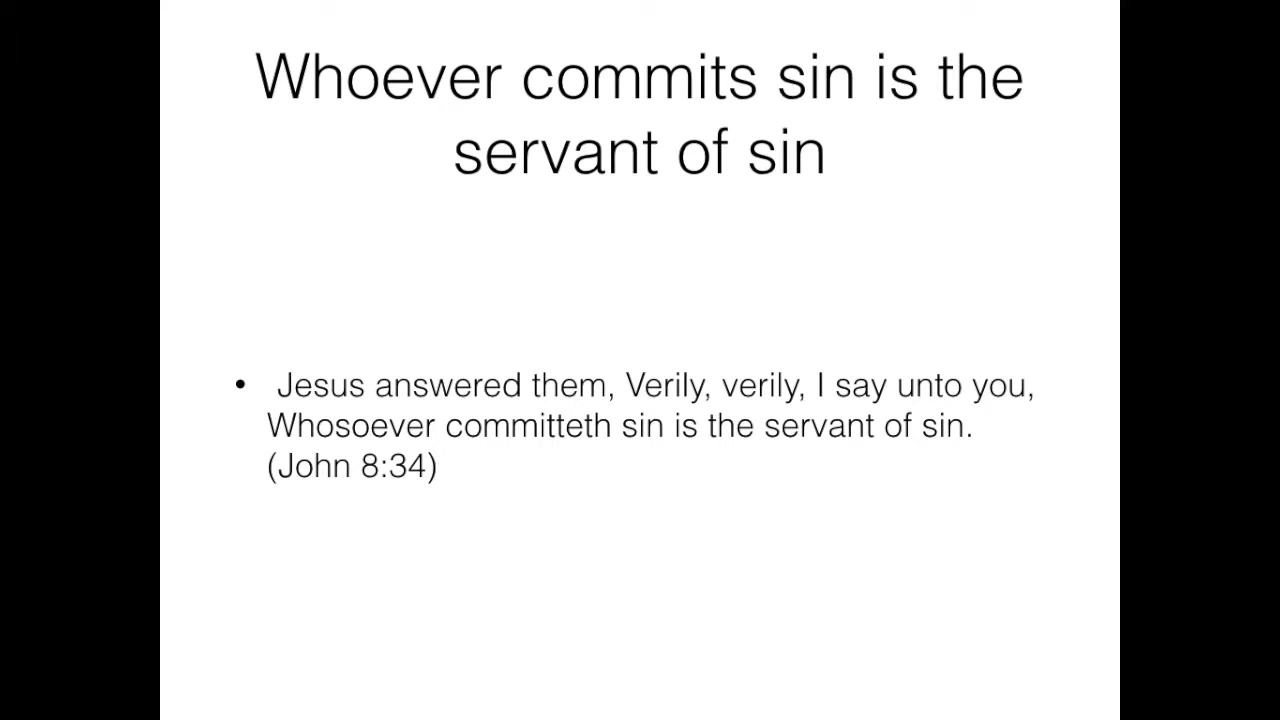 Whoever commits sin is the
servant of sin
• Jesus answered them, Verily, verily, I say unto you,
Whosoever committeth sin is the servant of sin.
(John 8:34)